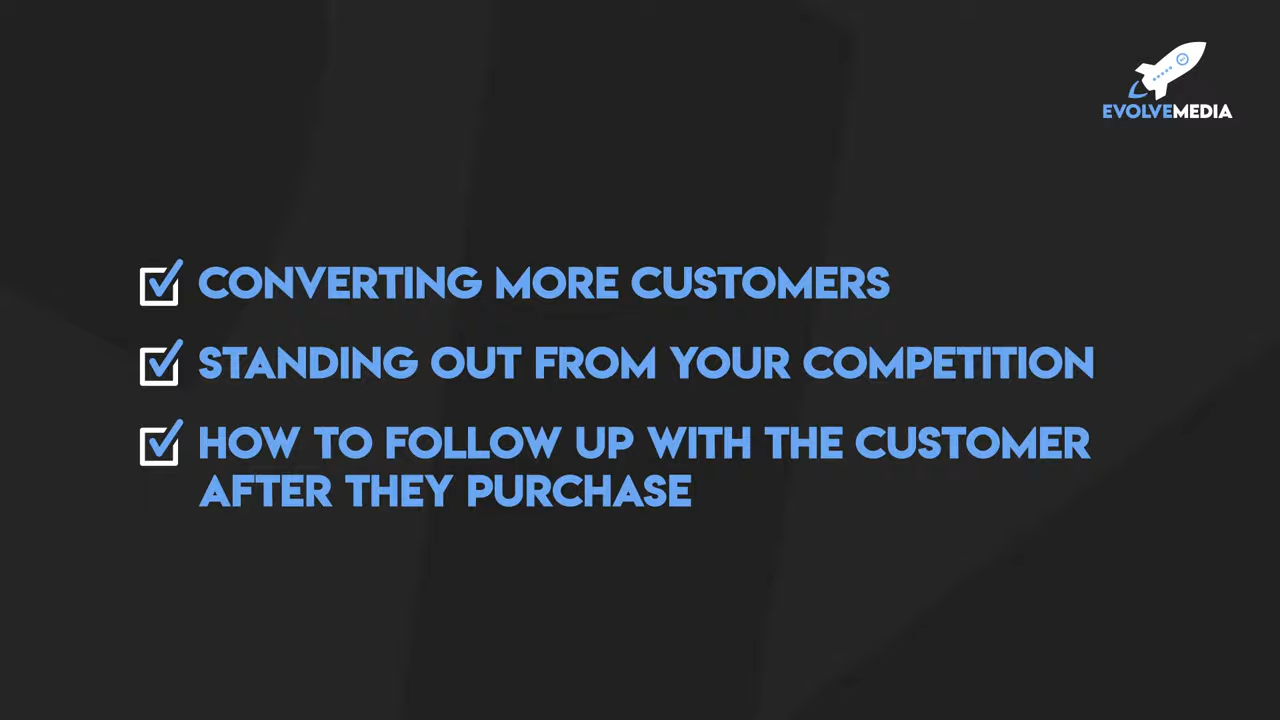 EVOLVEMEDIA
CONVERTING MORE CUSTOMERS
STANDING OUT FROM YOUR COMPETITION
HOW TO FOLLOW UP WITH THE CUSTOMER
AFTER THEY PURCHASE